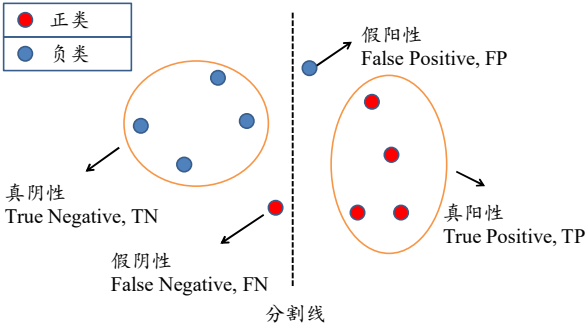 正类
负类
假阳性
False Positive, FP
真阴性
True Negative, TN
真阳性
True Positive, TP
假阴性
False Negative, FN
分割线